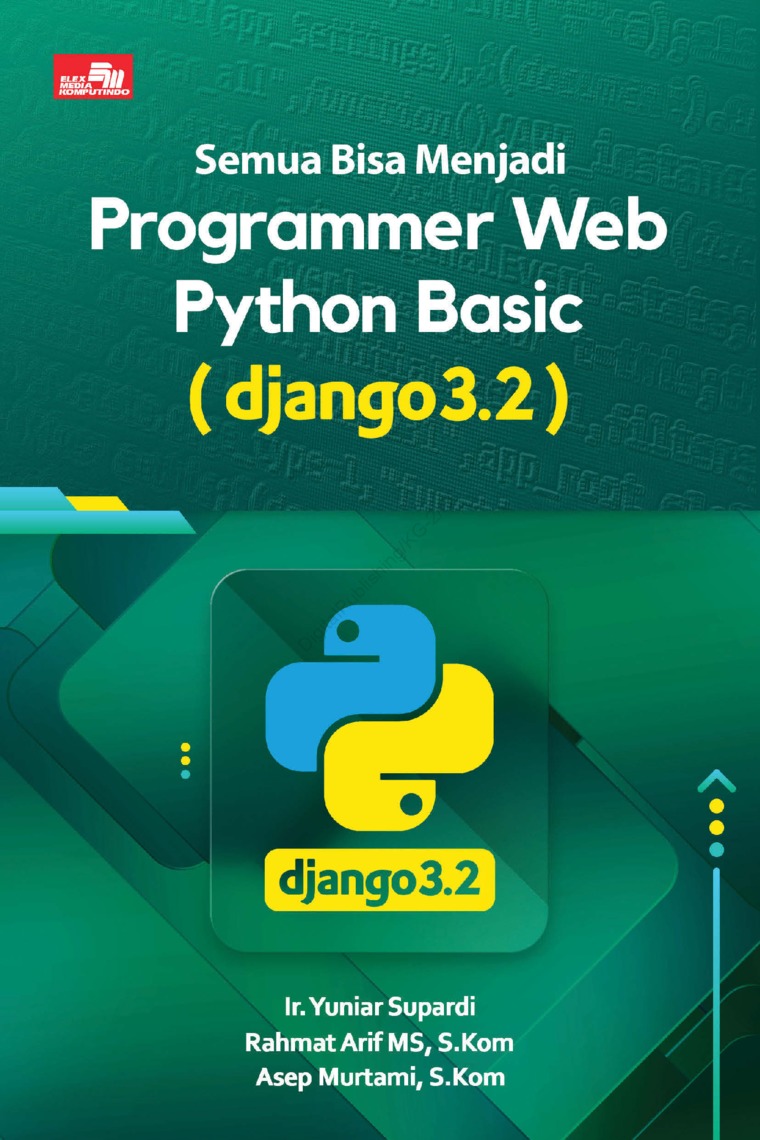 ELEX
MEDIA
KOMPUTINDO
Semua Bisa Menjadi
Programmer Web
Python Basic
( django3.2 )
django3.2
Ir. Yuniar Supardi
Rahmat Arif MS, S.Kom
Asep Murtami, S.Kom